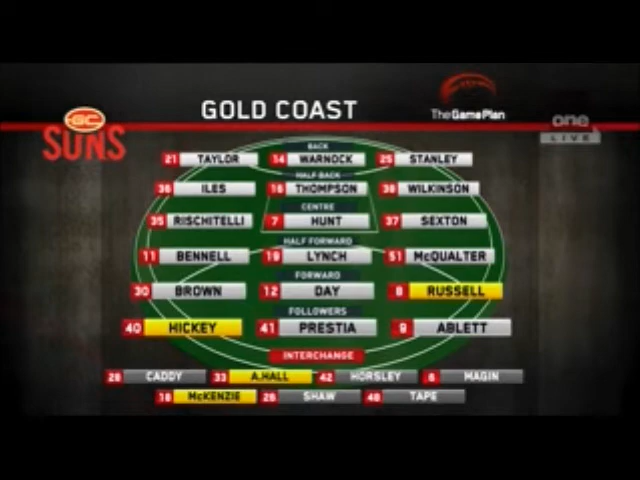 GOLD COAST
The Game Plan
GC
SUNS
one
LIVE
BACK
21 TAYLOR 14 WARNOCK 25 STANLEY
HALF BACK
36 ILES 16 THOMPSON 38 WILKINSON
CENTRE
35 RISCHITELLI 7 HUNT 37 SEXTON
HALF FORWARD
11 BENNELL 19 LYNCH 51 McQUALTER
FORWARD
30 BROWN 12 DAY 8 RUSSELL
FOLLOWERS
40 HICKEY 41 PRESTIA 9 ABLETT
INTERCHANGE
28 CADDY 33 A.HALL 42 HORSLEY 6 MAGIN
18 McKENZIE 26 SHAW 48 TAPE